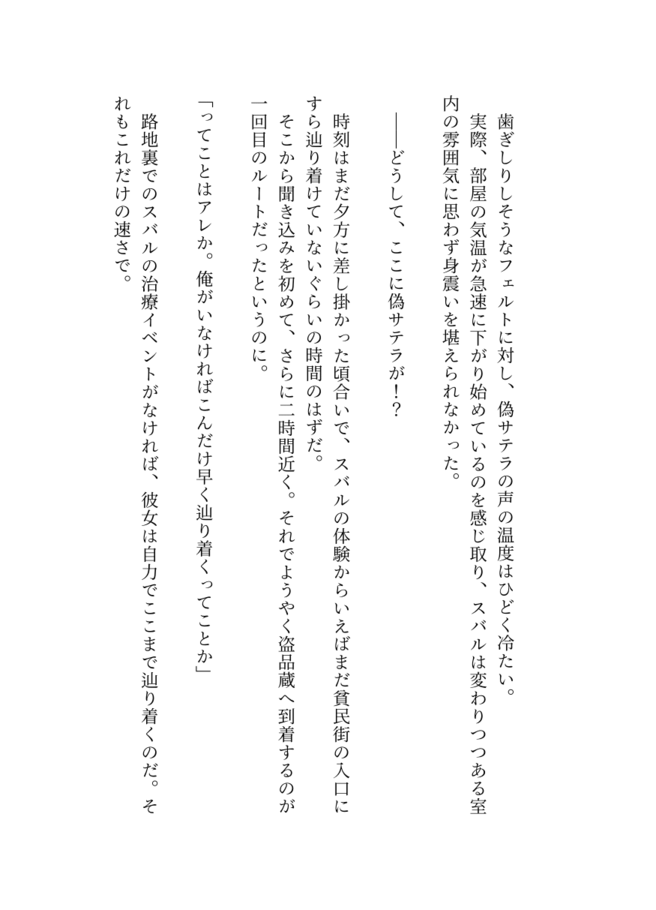 歯ぎしりしそうなフェルトに対し、偽サテラの声の温度はひどく冷たい。
　実際、部屋の気温が急速に下がり始めているのを感じ取り、スバルは変わりつつある室
内の雰囲気に思わず身震いを堪えられなかった。
　――どうして、ここに偽サテラが！？
　時刻はまだ夕方に差し掛かった頃合いで、スバルの体験からいえばまだ貧民街の入口に
すら辿り着けていないぐらいの時間のはずだ。
　そこから聞き込みを初めて、さらに二時間近く。それでようやく盗品蔵へ到着するのが
一回目のルートだったというのに。
「ってことはアレか。俺がいなければこんだけ早く辿り着くってことか」
　路地裏でのスバルの治療イベントがなければ、彼女は自力でここまで辿り着くのだ。そ
れもこれだけの速さで。